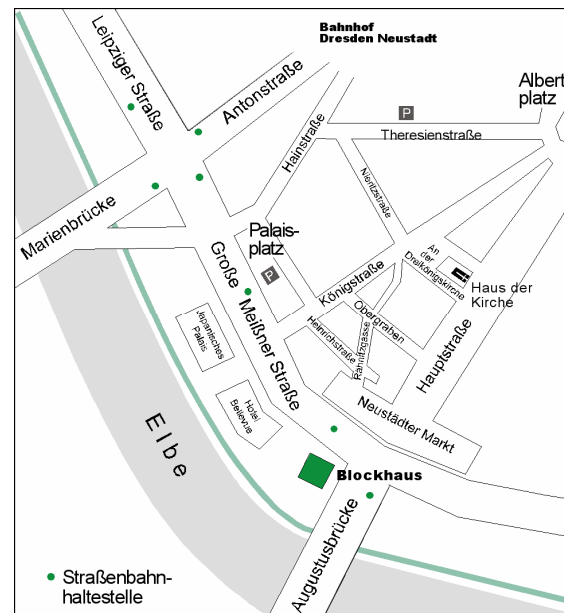 Bahnhof
Dresden Neustadt
Leipziger Straße
Antonstraße
Albert
platz
P
Theresienstraße
Hainstraße
Nieritzstraße
Marienbrücke
Palais-
platz
P
Große Meißner Straße
Königstraße
An
der
Dreikönigskirche
Haus der
Kirche
Obergraben
Heinrichstraße
Rähnitzgasse
Hauptstraße
Japanisches
Palais
Hotel
Bellevue
Neustädter Markt
Elbe
Blockhaus
Augustusbrücke
Straßenbahn-
haltestelle